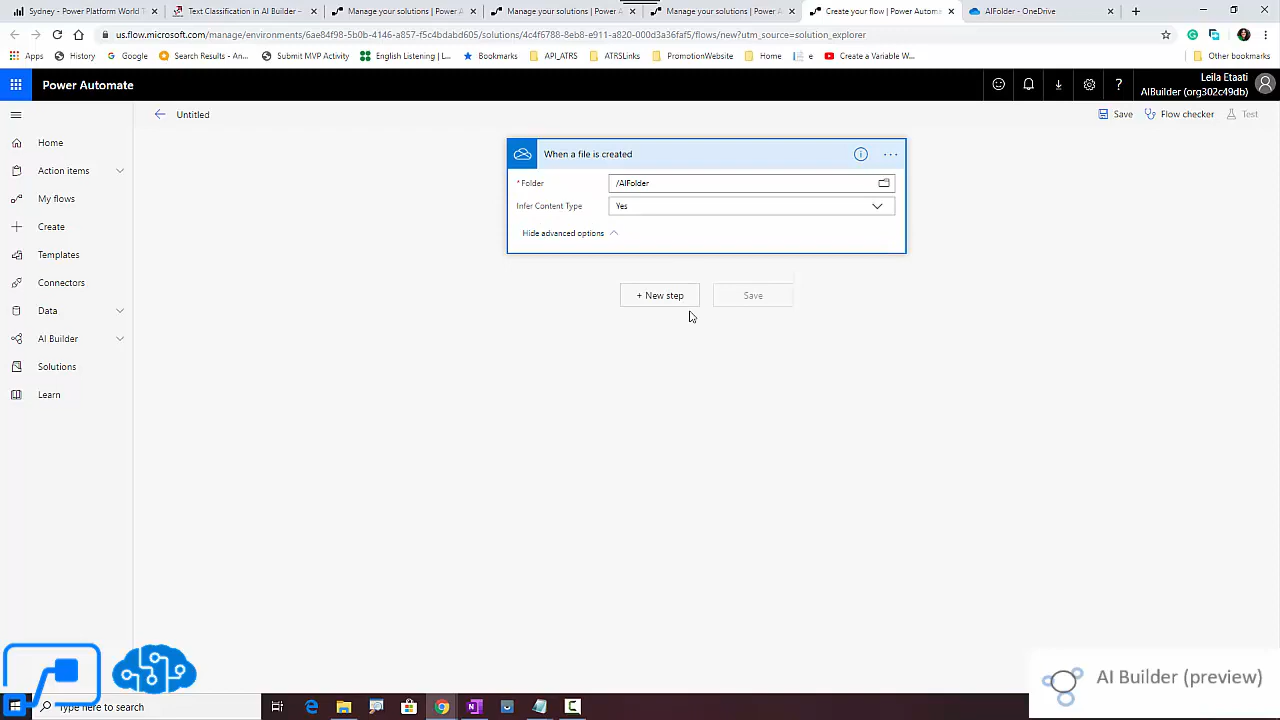 Sydney - Power Platform World T
Text Classification in AI Builder -
Manage your solutions | Power A
Manage your solutions | Power A
Manage your solutions | Power A
Create your flow | Power Automa
AIFolder - OneDrive
us.flow.microsoft.com/manage/environments/6ae84f98-5b0b-4146-a857-f5c4bdabd605/solutions/4c4f6788-8eb8-e911-a820-000d3a36faf5/flows/new?utm_source=solution_explorer
Apps
History
Google
Search Results - An...
Submit MVP Activity
English Listening | L...
Bookmarks
API_ATRS
ATRSLinks
PromotionWebsite
Home
e
Create a Variable W...
Other bookmarks
Power Automate
?
Leila Etaati
AIBuilder (org302c49db)
Untitled
Save
Flow checker
Test
Home
Action items
My flows
Create
Templates
Connectors
Data
AI Builder
Solutions
Learn
When a file is created
* Folder
/AIFolder
Infer Content Type
Yes
Hide advanced options
+ New step
Save
AI Builder (preview)
Type here to search